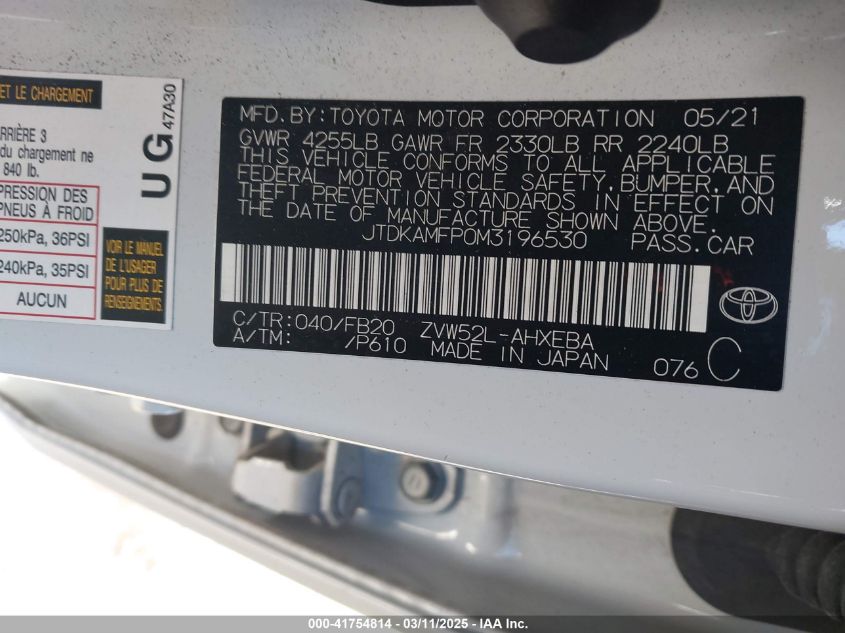 ET LE CHARGEMENT
RRIÈRE 3
du chargement ne
840 lb.
PRESSION DES
PNEUS À FROID
250kPa, 36PSI
240kPa, 35PSI
AUCUN
VOIR LE MANUEL
DE L'USAGER
POUR PLUS DE
RENSEIGNEMENTS.
UG
47A30
MFD.BY:TOYOTA MOTOR CORPORATION 05/21
GVWR 4255LB GAWR FR 2330LB RR 2240LB
THIS VEHICLE CONFORMS TO ALL APPLICABLE
FEDERAL MOTOR VEHICLE SAFETY,BUMPER,AND
THEFT PREVENTION STANDARDS IN EFFECT ON
THE DATE OF MANUFACTURE SHOWN ABOVE.
JTDKAMFP0M3196530 PASS.CAR
C/TR:040/FB20 ZVW52L-AHXEBA
A/TM: /P610 MADE IN JAPAN
076 C
000-41754814 - 03/11/2025 - IAAI Inc.